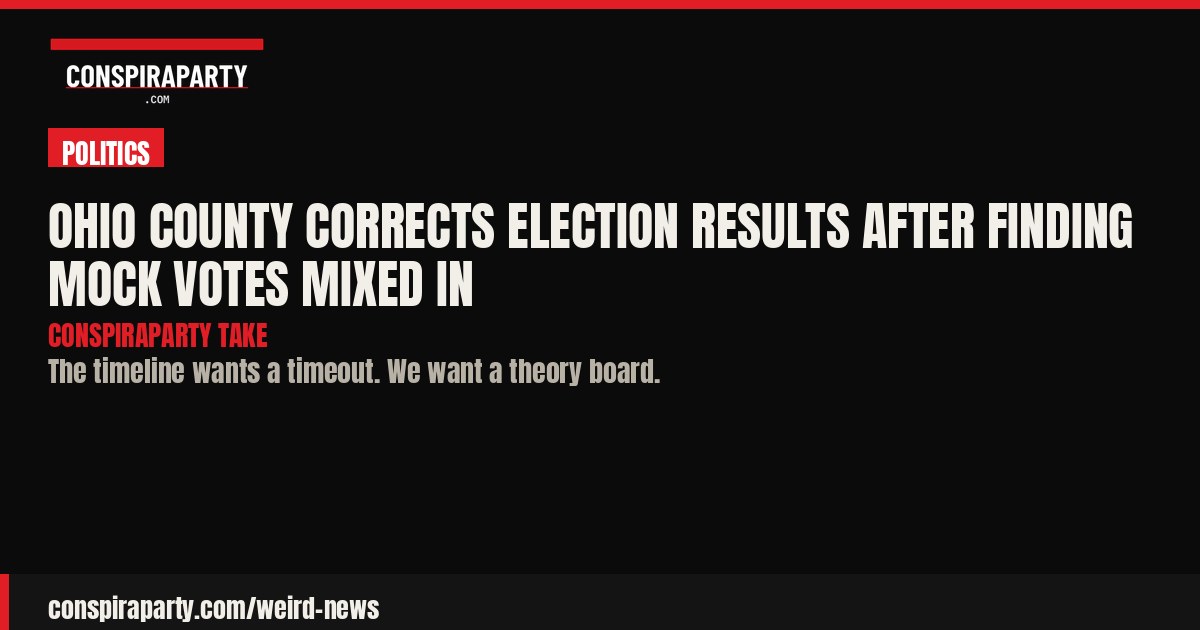 CONSPIRAPARTY
.COM
POLITICS
OHIO COUNTY CORRECTS ELECTION RESULTS AFTER FINDING
MOCK VOTES MIXED IN
CONSPIRAPARTY TAKE
The timeline wants a timeout. We want a theory board.
conspiraparty.com/weird-news